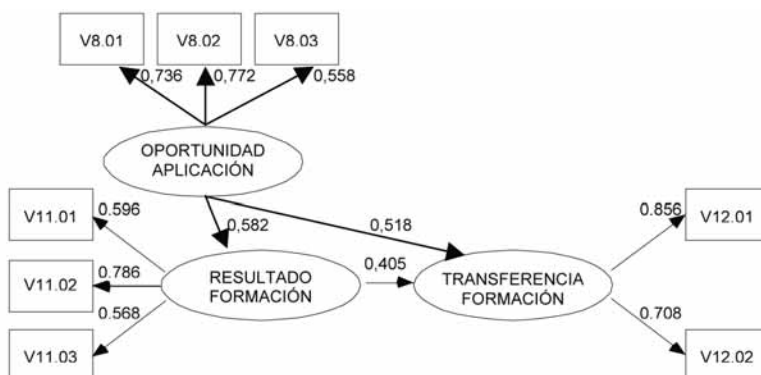 V8.01
V8.02
V8.03
0,736
0,772
0,558
OPORTUNIDAD
APLICACIÓN
V11.01
0.596
0,582
0,518
0.856
V12.01
V11.02
0.786
RESULTADO
FORMACIÓN
0,405
TRANSFERENCIA
FORMACIÓN
0.568
V11.03
0.708
V12.02